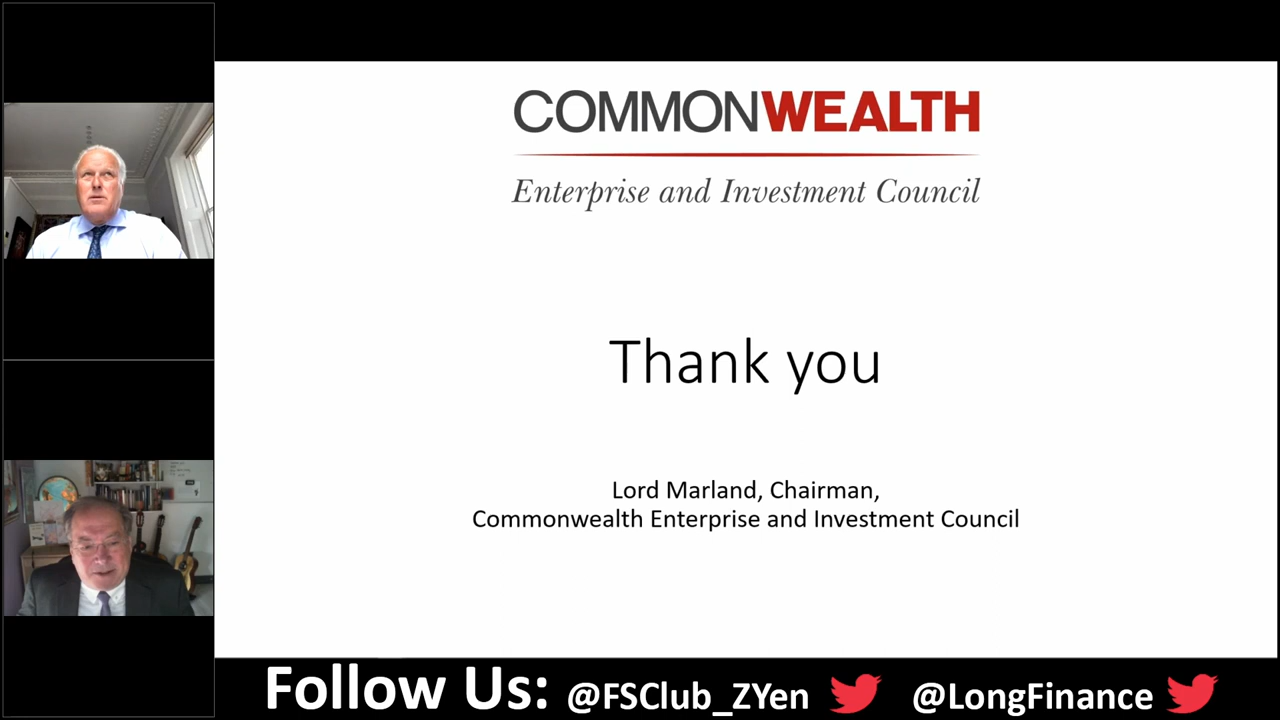 COMMONWEALTH
Enterprise and Investment Council
Thank you
Lord Marland, Chairman,
Commonwealth Enterprise and Investment Council
Follow Us: @FSClub_ZYen @LongFinance